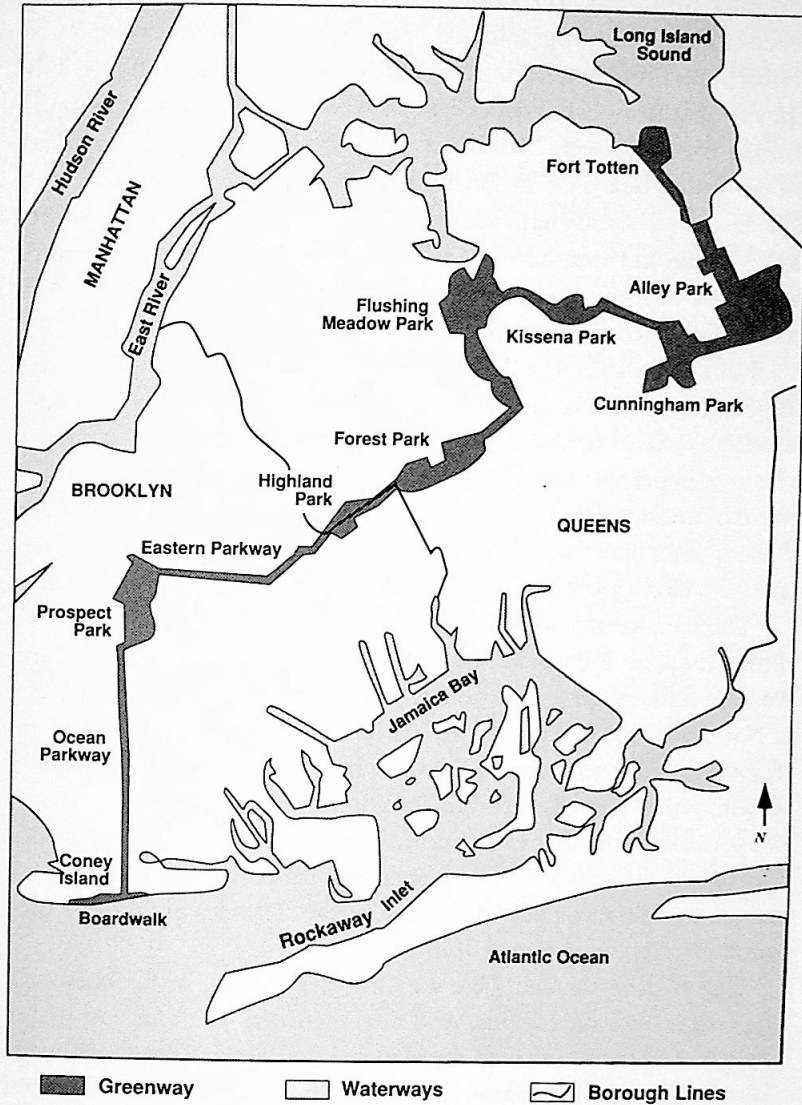 Long Island
Sound
Hudson River
MANHATTAN
East River
Fort Totten
Alley Park
Flushing
Meadow Park
Kissena Park
Cunningham Park
Forest Park
Highland
Park
BROOKLYN
QUEENS
Eastern Parkway
Prospect
Park
Jamaica Bay
Ocean
Parkway
N
Coney
Island
Boardwalk
Rockaway Inlet
Atlantic Ocean
Greenway
Waterways
Borough Lines